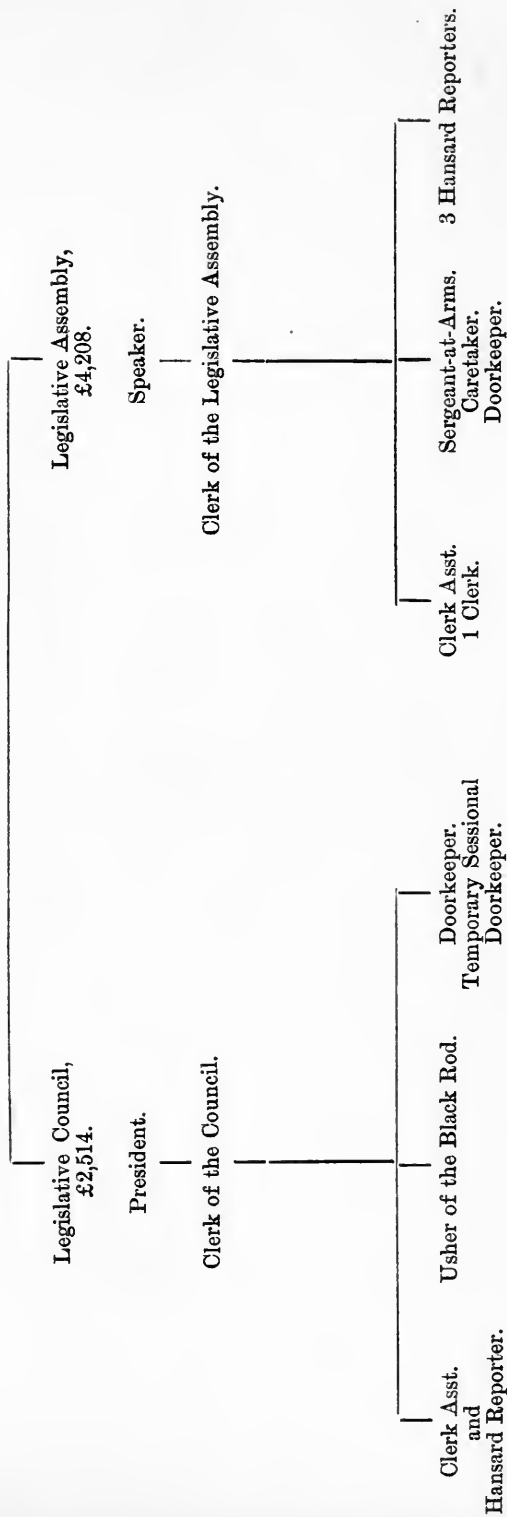 Legislative Council,
£2,514.
President.
Clerk of the Council.
Clerk Asst.
and
Hansard Reporter.
Usher of the Black Rod.
Doorkeeper.
Temporary Sessional
Doorkeeper.
Legislative Assembly,
£4,208.
Speaker.
Clerk of the Legislative Assembly.
Clerk Asst.
1 Clerk.
Sergeant-at-Arms.
Caretaker.
Doorkeeper.
3 Hansard Reporters.